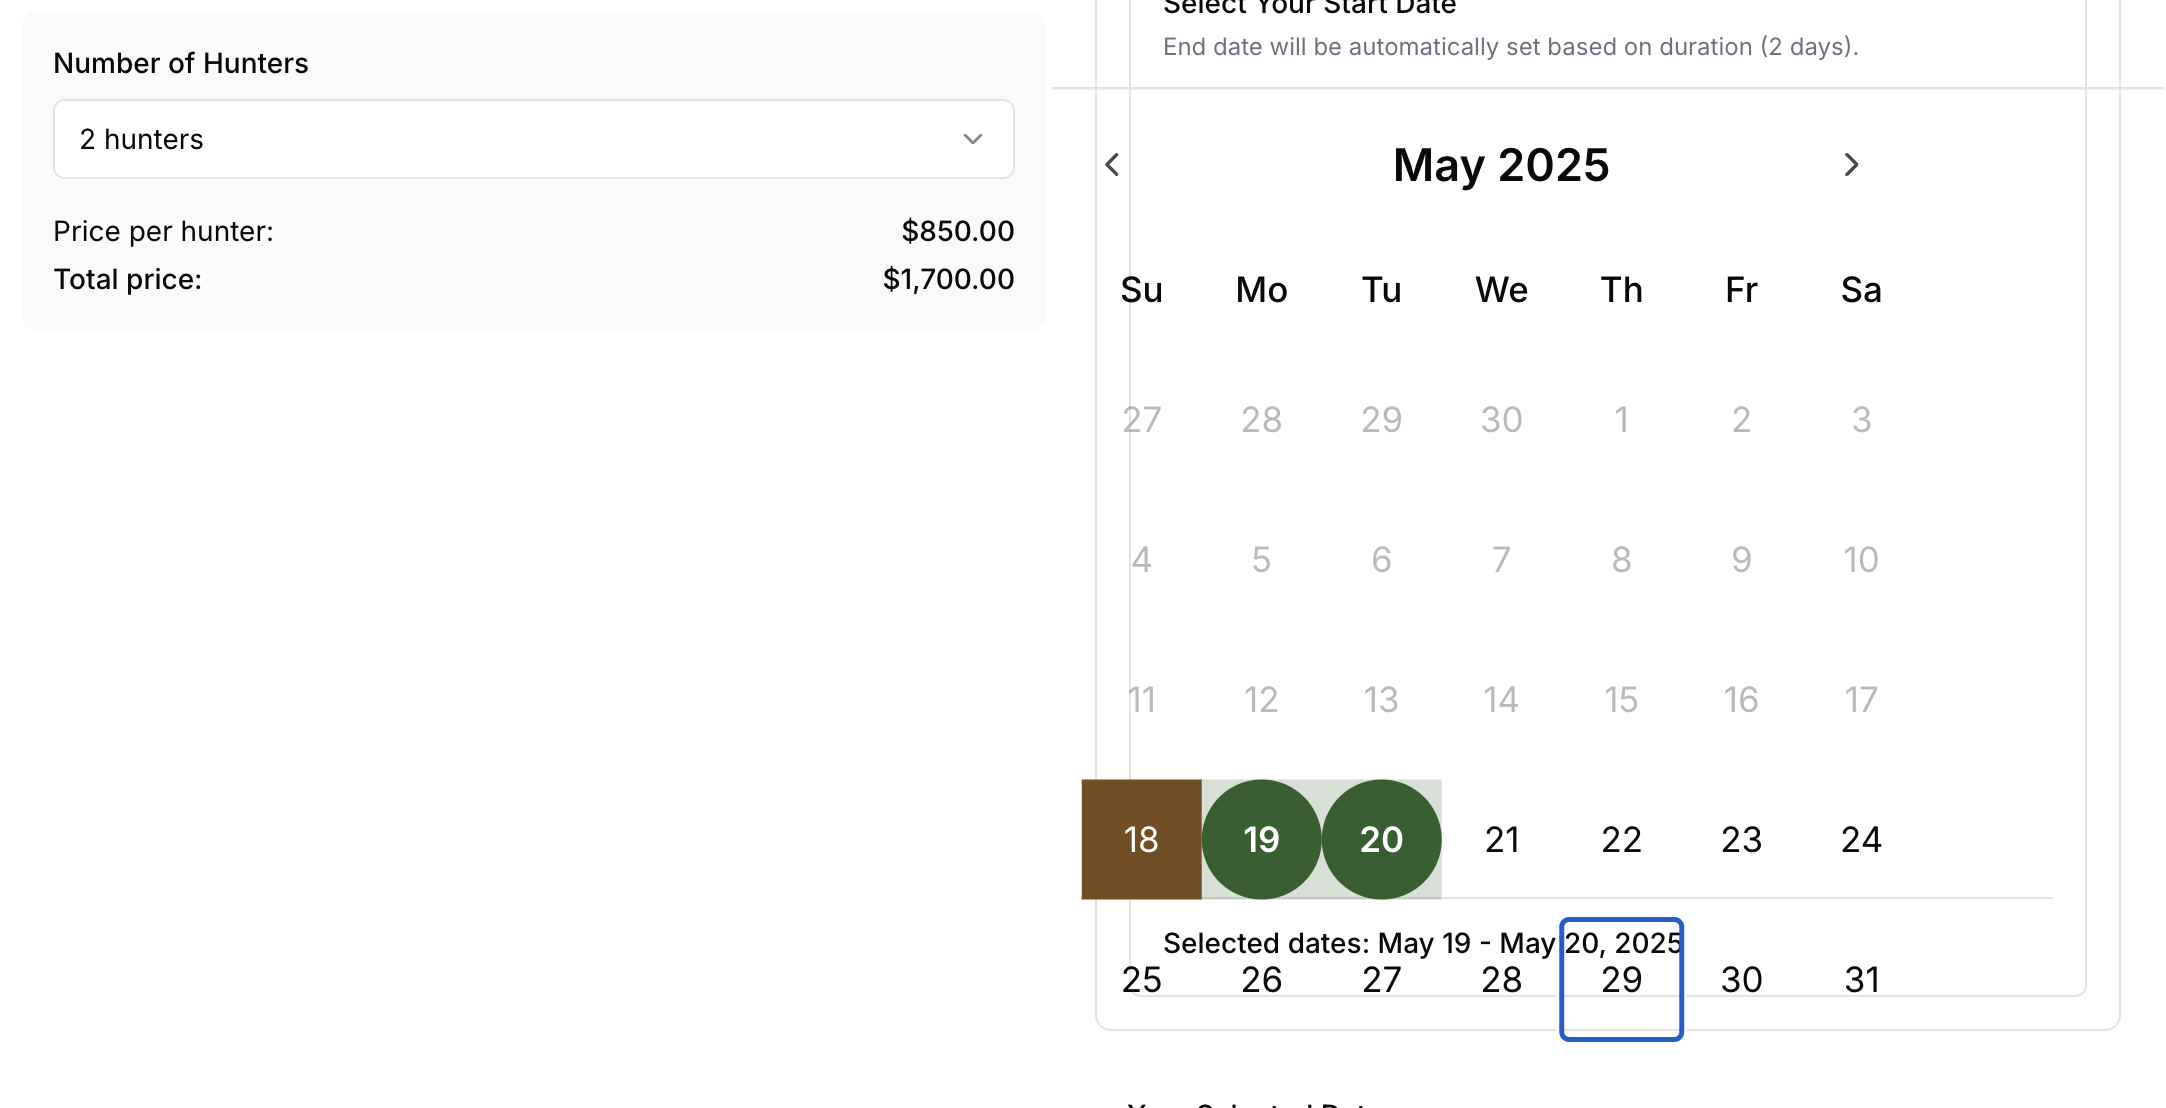 Number of Hunters
2 hunters
Price per hunter: $850.00
Total price: $1,700.00
Select Your Start Date
End date will be automatically set based on duration (2 days).
May 2025
Su Mo Tu We Th Fr Sa
27 28 29 30 1 2 3
4 5 6 7 8 9 10
11 12 13 14 15 16 17
18 19 20 21 22 23 24
Selected dates: May 19 - May 20, 2025
25 26 27 28 29 30 31